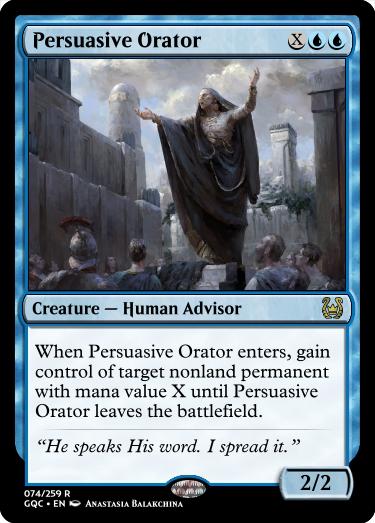 Persuasive Orator XUU
Creature — Human Advisor
When Persuasive Orator enters, gain
control of target nonland permanent
with mana value X until Persuasive
Orator leaves the battlefield.
“He speaks His word. I spread it.”
2/2
074/259 R
GQC • EN Anastasia Balakchina